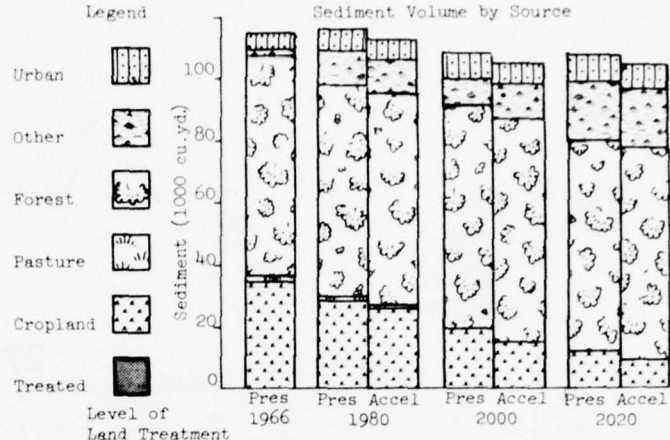 Legend
Sediment Volume by Source
Urban
Other
Forest
Pasture
Cropland
Treated
Level of
Land Treatment
Sediment (1000 cu.yd.)
100
80
60
40
20
0
Pres Pres Accel Pres Accel Pres Accel
1966 1980 2000 2020